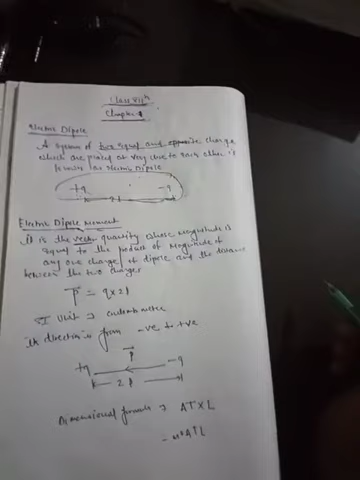 Class XIIth
Chapter-1
Electric Dipole
A system of two equal and opposite charge
which are placed at very close to each other is
known as electric dipole
+q -q
2l
Electric Dipole moment
It is the vector quantity whose magnitude is
equal to the product of magnitude of
any one charge of dipole and the distance
between the two charges
P = q x 2l
SI Unit → coulomb metre
its direction is from -ve to +ve
P
+q -q
2l
Dimensional formula → AT X L